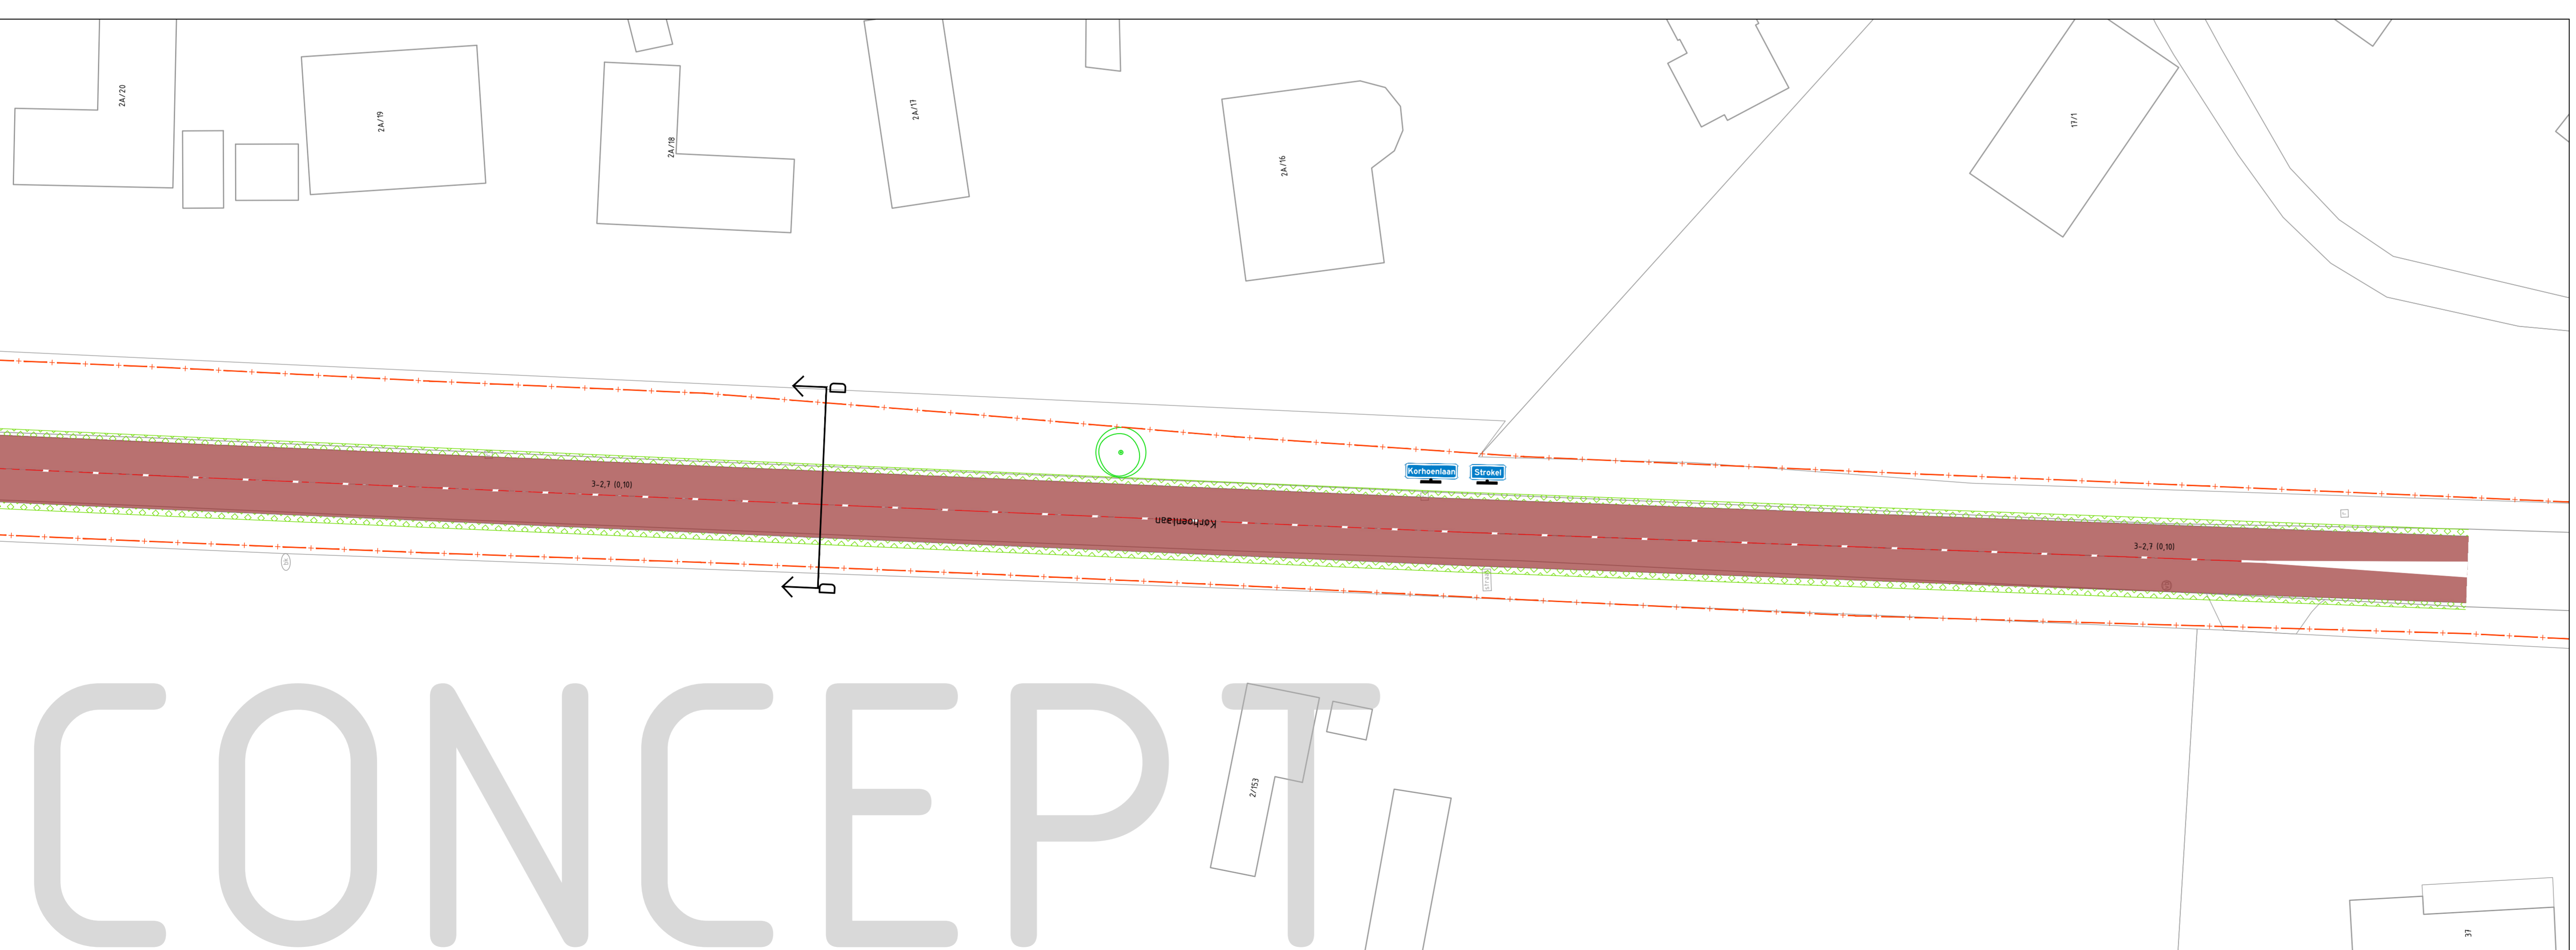 2A/20
2A/19
2A/18
2A/17
2A/16
17/1
D
Korhoenlaan
Strokel
3-2,7 (0,10)
Korhoenlaan
3-2,7 (0,10)
D
CONCEPT
2/153
37